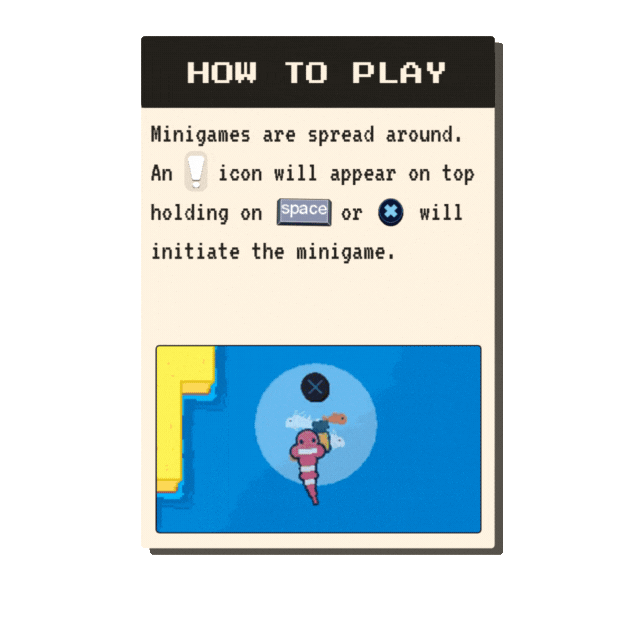 HOW TO PLAY
Minigames are spread around.
An ! icon will appear on top
holding on space or ✖ will
initiate the minigame.